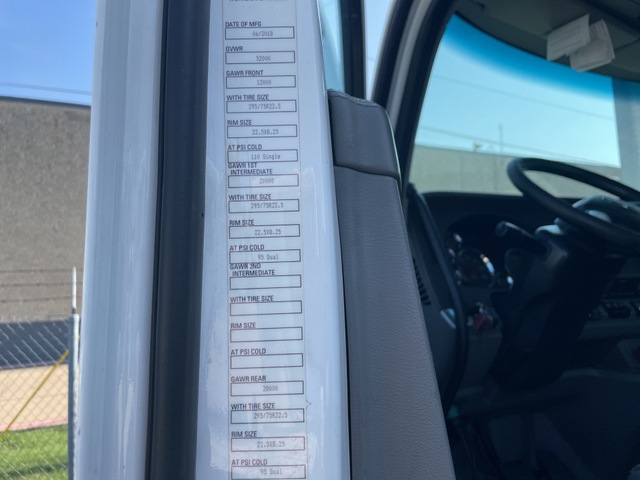 DATE OF MFG
06/2018
GVWR
52000
GAWR FRONT
12000
WITH TIRE SIZE
295/75R22.5
RIM SIZE
22.5X8.25
AT PSI COLD
110 Single
GAWR 1ST
INTERMEDIATE
20000
WITH TIRE SIZE
295/75R22.5
RIM SIZE
22.5X8.25
AT PSI COLD
95 Dual
GAWR 2ND
INTERMEDIATE
WITH TIRE SIZE
RIM SIZE
AT PSI COLD
GAWR REAR
20000
WITH TIRE SIZE
295/75R22.5
RIM SIZE
22.5X8.25
AT PSI COLD
95 Dual